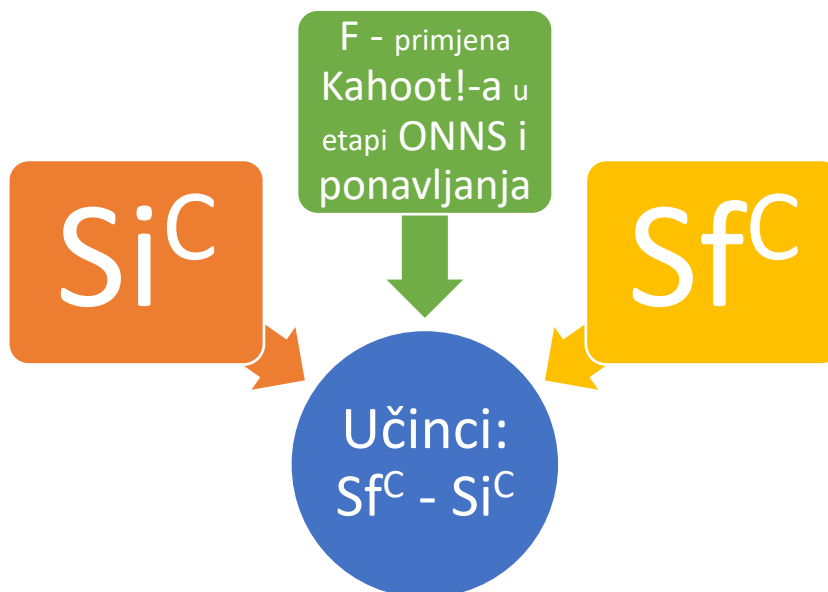 F - primjena
Kahoot!-a u
etapi ONNS i
ponavljanja
Si^C
Sf^C
Učinci:
Sf^C - Si^C